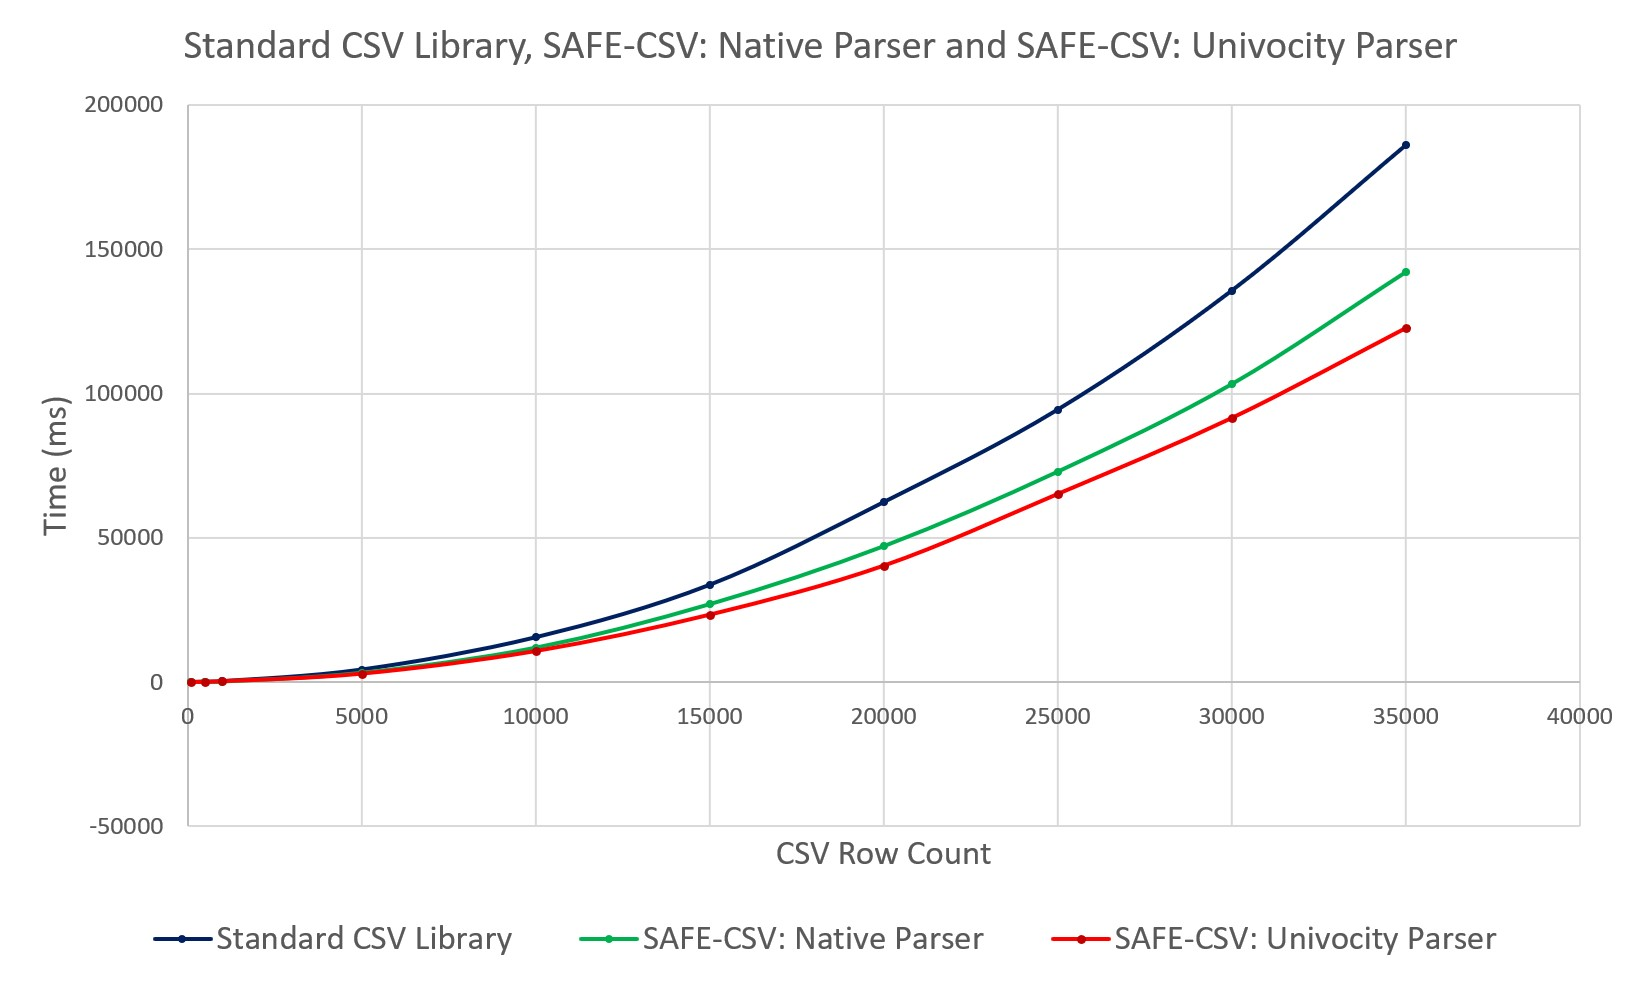 Standard CSV Library, SAFE-CSV: Native Parser and SAFE-CSV: Univocity Parser
200000
150000
100000
50000
0
-50000
Time (ms)
0 5000 10000 15000 20000 25000 30000 35000 40000
CSV Row Count
Standard CSV Library SAFE-CSV: Native Parser SAFE-CSV: Univocity Parser